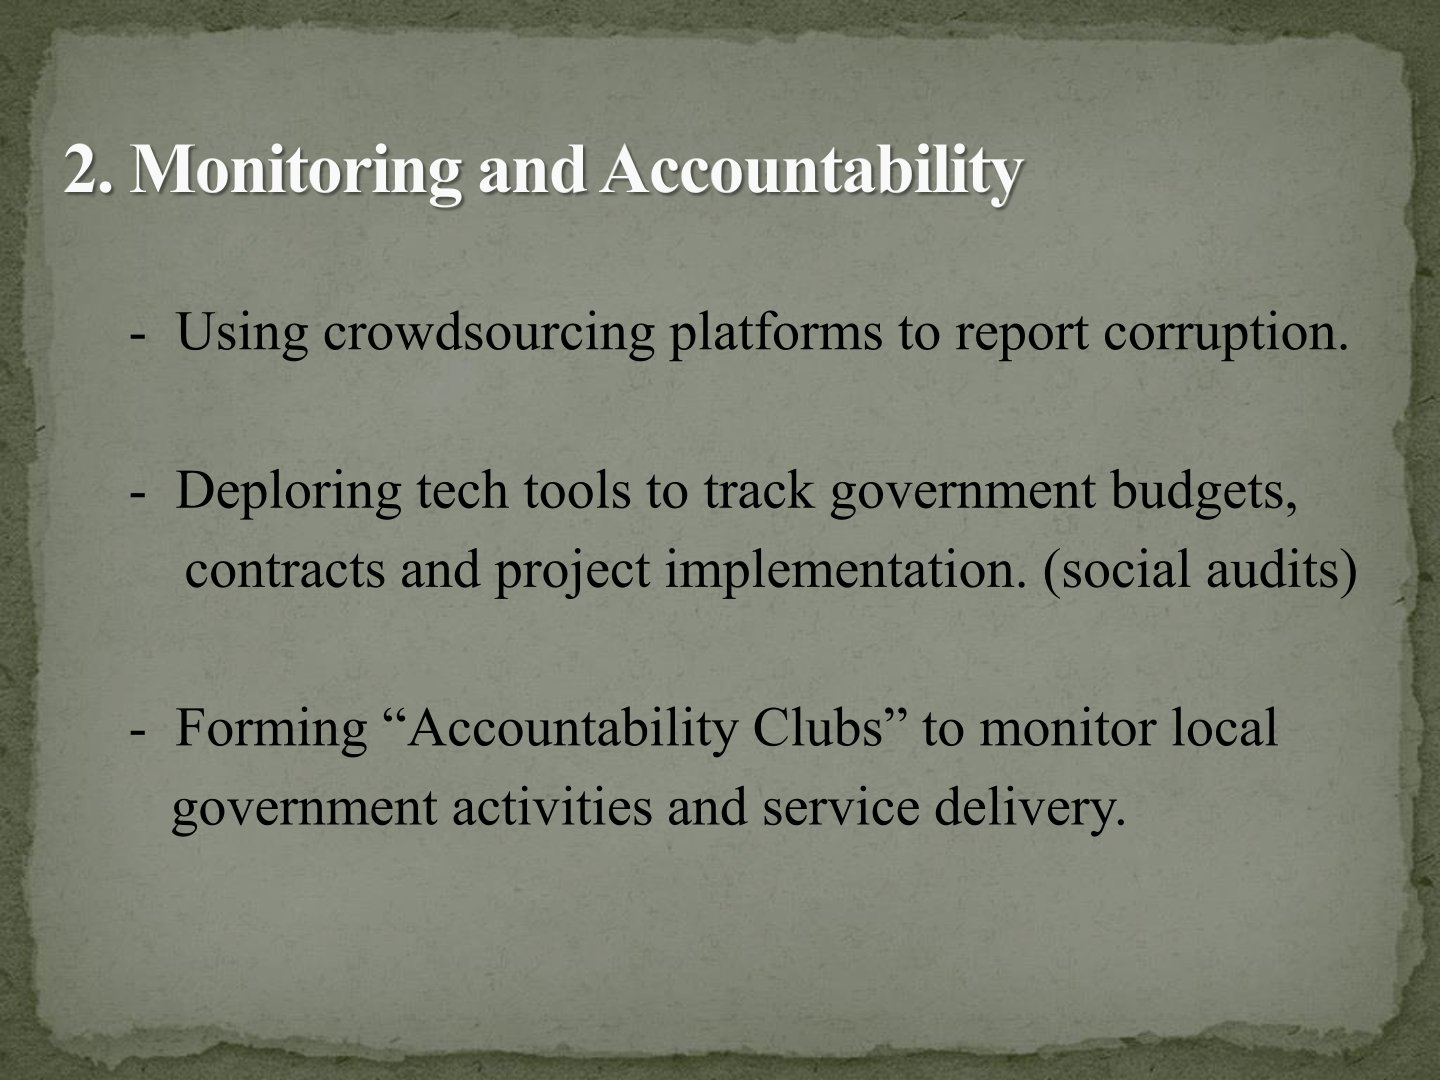 2. Monitoring and Accountability
- Using crowdsourcing platforms to report corruption.
- Deploring tech tools to track government budgets,
contracts and project implementation. (social audits)
- Forming “Accountability Clubs” to monitor local
government activities and service delivery.